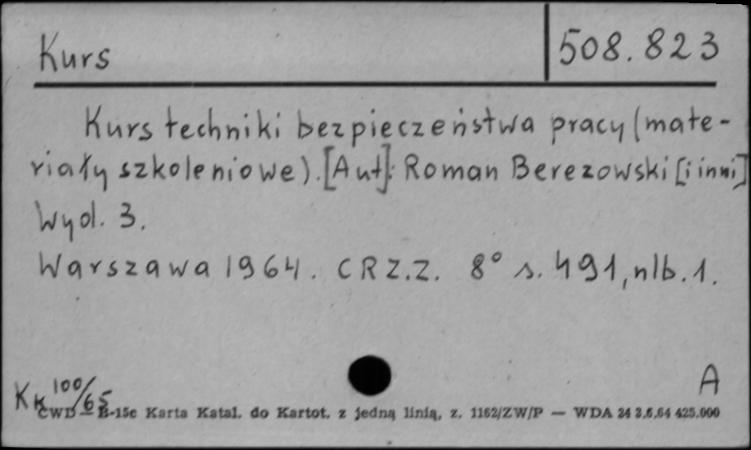 Kurs 508.823
Kurs techniki bezpieczeństwa pracy (mate-
riały szkoleniowe). [Aut]: Roman Berezowski [i inni]
Wyd. 3.
Warszawa 1964. CRZ.Z. 8° s. 491, nlb. 1.
A
Kk 100/65
CWD — B-15c Karta Katal. do Kartot. z jedną linią, z. 1162/ZW/P — WDA 24 3.6.64 425.000